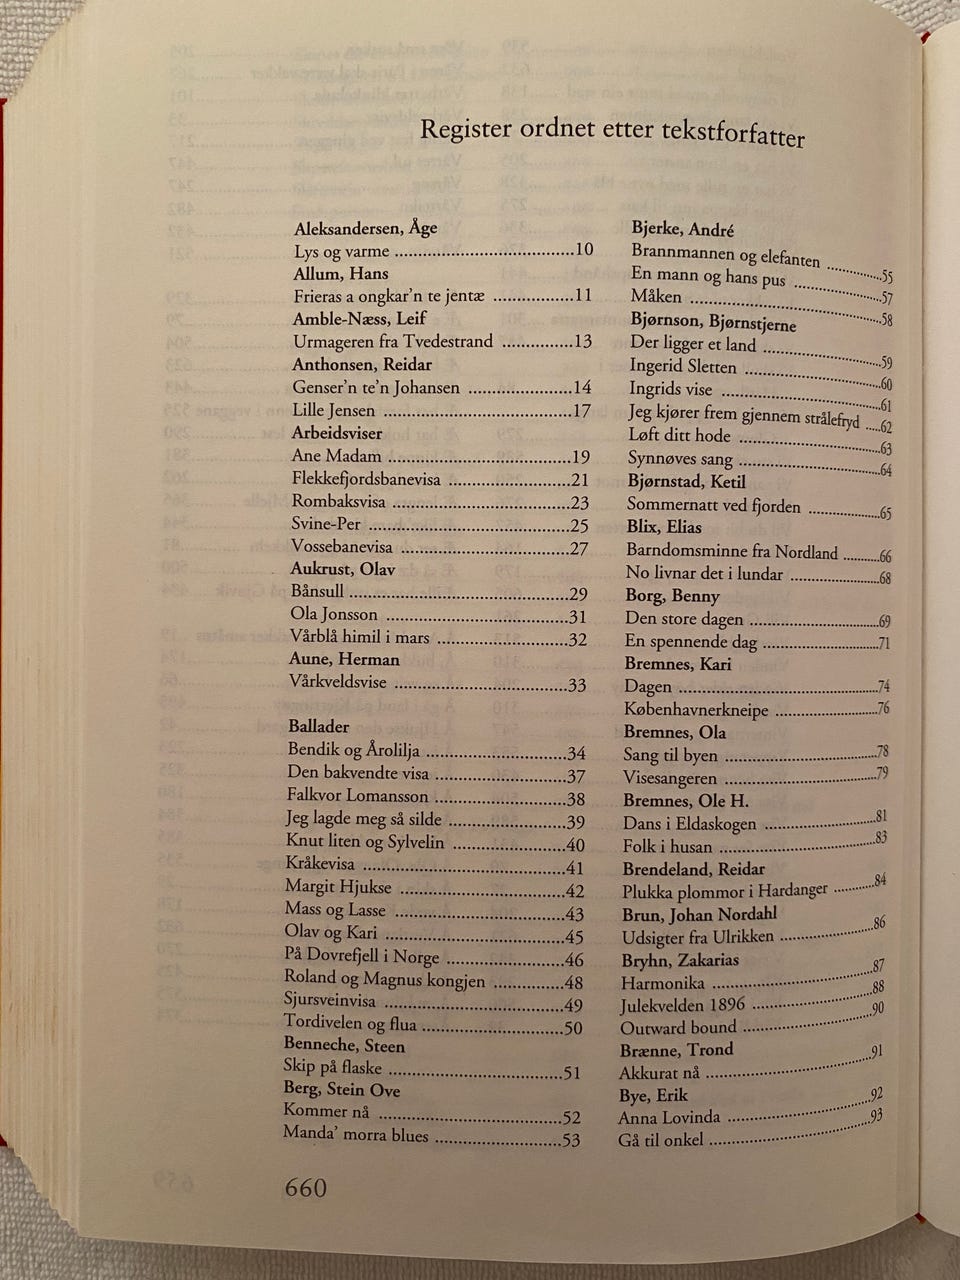 Register ordnet etter tekstforfatter
Aleksandersen, Åge
Lys og varme ....................................10
Allum, Hans
Frieras a ongkar'n te jentæ .................11
Amble-Næss, Leif
Urmageren fra Tvedestrand ...............13
Anthonsen, Reidar
Genser'n te'n Johansen .....................14
Lille Jensen ......................................17
Arbeidsviser
Ane Madam .....................................19
Flekkefjordsbanevisa .........................21
Rombaksvisa ....................................23
Svine-Per .........................................25
Vossebanevisa ..................................27
Aukrust, Olav
Bånsull ............................................29
Ola Jonsson .....................................31
Vårblå himil i mars ...........................32
Aune, Herman
Vårkveldsvise ...................................33
Ballader
Bendik og Årolilja ............................34
Den bakvendte visa ..........................37
Falkvor Lomansson ..........................38
Jeg lagde meg så silde .......................39
Knut liten og Sylvelin ......................40
Kråkevisa .........................................41
Margit Hjukse .................................42
Mass og Lasse ..................................43
Olav og Kari ....................................45
På Dovrefjell i Norge .......................46
Roland og Magnus kongjen ..............48
Sjursveinvisa ....................................49
Tordivelen og flua ............................50
Benneche, Steen
Skip på flaske ...................................51
Berg, Stein Ove
Kommer nå .....................................52
Manda' morra blues .........................53
Bjerke, André
Brannmannen og elefanten .............55
En mann og hans pus .....................57
Måken ..........................................58
Bjørnson, Bjørnstjerne
Der ligger et land ...........................59
Ingerid Sletten ...............................60
Ingrids vise ....................................61
Jeg kjører frem gjennem strålefryd ....62
Løft ditt hode ................................63
Synnøves sang ................................64
Bjørnstad, Ketil
Sommernatt ved fjorden ................65
Blix, Elias
Barndomsminne fra Nordland .........66
No livnar det i lundar .....................68
Borg, Benny
Den store dagen .............................69
En spennende dag ..........................71
Bremnes, Kari
Dagen ...........................................74
Københavnerkneipe .......................76
Bremnes, Ola
Sang til byen ..................................78
Visesangeren ..................................79
Bremnes, Ole H.
Dans i Eldaskogen ..........................81
Folk i husan ...................................83
Brendeland, Reidar
Plukka plommor i Hardanger ..........84
Brun, Johan Nordahl
Udsigter fra Ulrikken .....................86
Bryhn, Zakarias
Harmonika ....................................87
Julekvelden 1896 ............................88
Outward bound .............................90
Brænne, Trond
Akkurat nå .....................................91
Bye, Erik
Anna Lovinda ................................92
Gå til onkel ...................................93
660